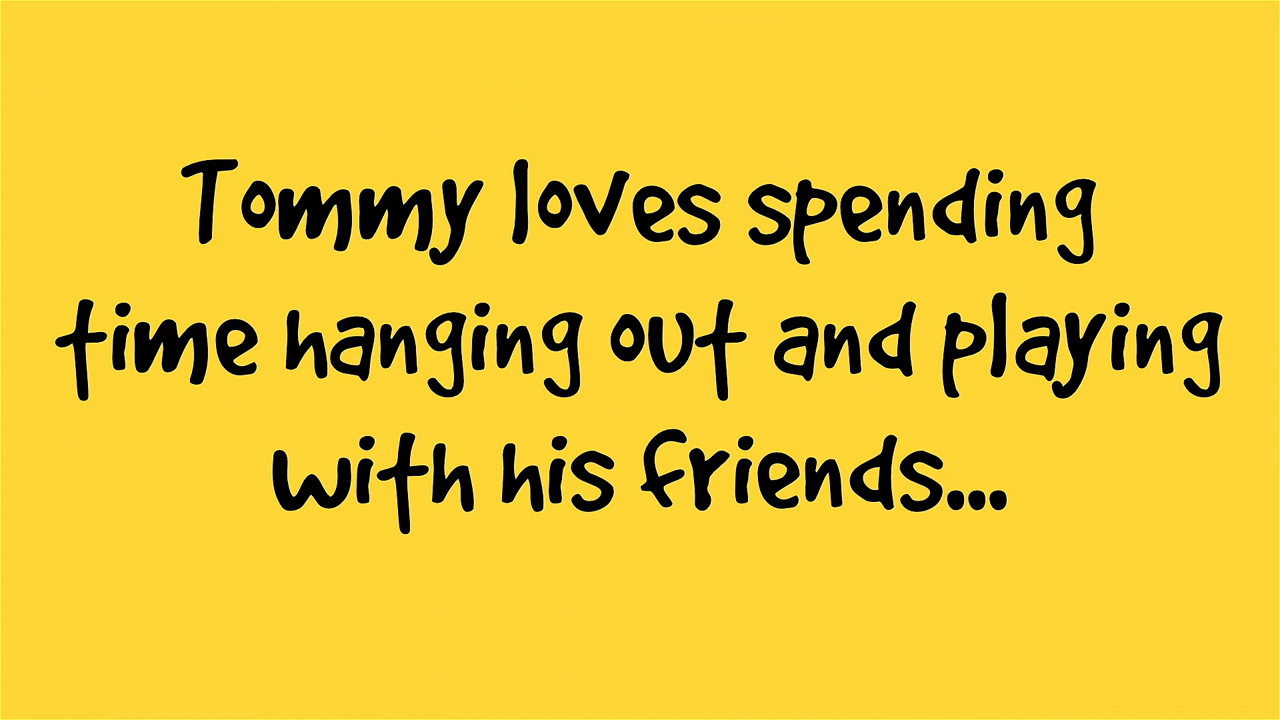 Tommy loves spending
time hanging out and playing
with his friends...